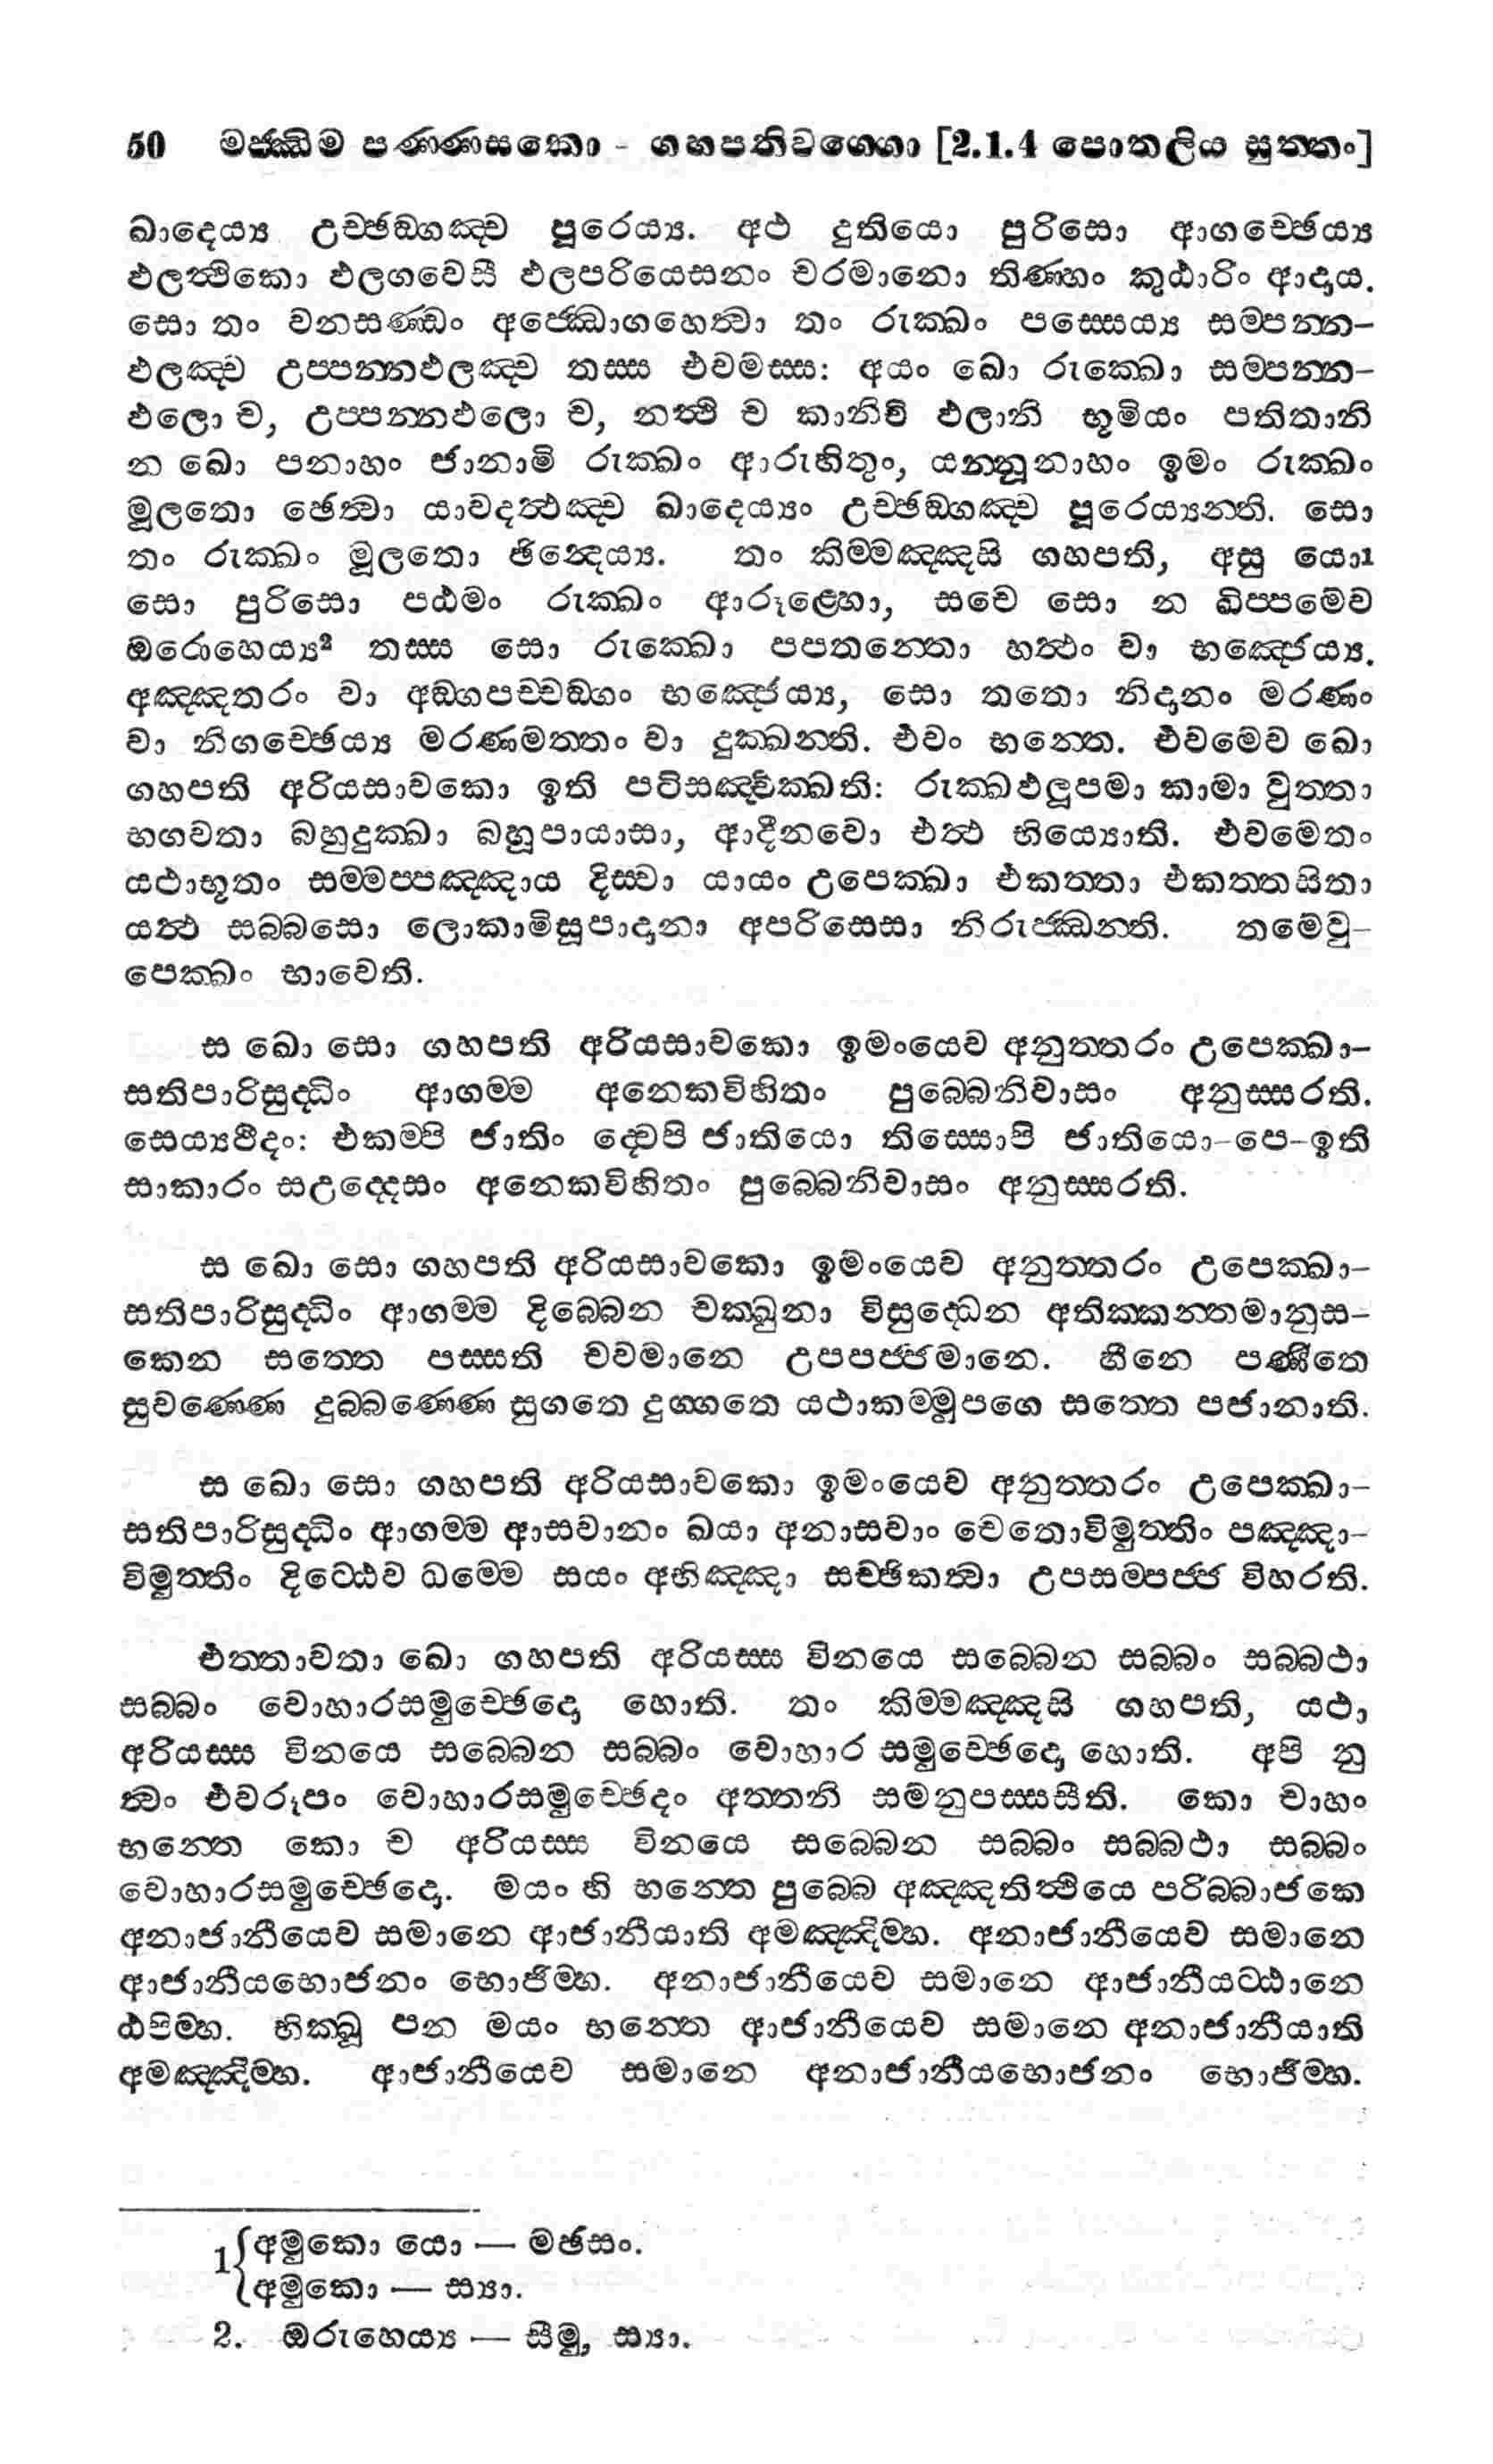 50 මජ්ඣිම පණ්ණාසකො - ගහපතිවග්ගො [2.1.4 පොතලිය සුත්තං]
ඛාදෙය්‍ය උච්ඡඞ්ගඤ්ච පූරෙය්‍ය. අථ දුතියො පුරිසො ආගච්ඡෙය්‍ය
ඵලත්‍ථිකො ඵලගවෙසී ඵලපරියෙසනං චරමානො තිණ්හං කුඨාරිං ආදාය.
සො තං වනසණ්ඩං අජ්ඣොගහෙත්‍වා තං රුක්ඛං පස්සෙය්‍ය සම්පන්න-
ඵලඤ්ච උප්පන්නඵලඤ්ච තස්ස එවමස්ස: අයං ඛො රුක්ඛො සම්පන්න-
ඵලො ච, උප්පන්නඵලො ච, නත්‍ථි ච කානිචි ඵලානි භූමියං පතිතානි
න ඛො පනාහං ජානාමි රුක්ඛං ආරුහිතුං, යන්නූනාහං ඉමං රුක්ඛං
මූලතො ඡෙත්‍වා යාවදත්‍ථඤ්ච ඛාදෙය්‍යං උච්ඡඞ්ගඤ්ච පූරෙය්‍යන්ති. සො
තං රුක්ඛං මූලතො ඡින්‍දෙය්‍ය. තං කිම්මඤ්ඤසි ගහපති, අසු යො1
සො පුරිසො පඨමං රුක්ඛං ආරූළ්හො, සචෙ සො න ඛිප්පමෙව
ඔරොහෙය්‍ය2 තස්ස සො රුක්ඛො පපතන්තො හත්‍ථං වා භඤ්ජෙය්‍ය.
අඤ්ඤතරං වා අඞ්ගපච්චඞ්ගං භඤ්ජෙය්‍ය, සො තතො නිදානං මරණං
වා නිගච්ඡෙය්‍ය මරණමත්තං වා දුක්ඛන්ති. එවං භන්තෙ. එවමෙව ඛො
ගහපති අරියසාවකො ඉති පටිසඤ්චික්ඛති: රුක්ඛඵලූපමා කාමා වුත්තා
භගවතා බහුදුක්ඛා බහූපායාසා, ආදීනවො එත්‍ථ භිය්‍යොති. එවමෙතං
යථාභූතං සම්මප්පඤ්ඤාය දිස්වා යායං උපෙක්ඛා එකත්තා එකත්තසිතා
යත්‍ථ සබ්බසො ලොකාමිසූපාදානා අපරිසෙසා නිරුජ්ඣන්ති. තමෙවු-
පෙක්ඛං භාවෙති.
ස ඛො සො ගහපති අරියසාවකො ඉමංයෙව අනුත්තරං උපෙක්ඛා-
සතිපාරිසුද්ධිං ආගම්ම අනෙකවිහිතං පුබ්බෙනිවාසං අනුස්සරති.
සෙය්‍යථීදං: එකම්පි ජාතිං ද්වෙපි ජාතියො තිස්සොපි ජාතියො-පෙ-ඉති
සාකාරං සඋද්දෙසං අනෙකවිහිතං පුබ්බෙනිවාසං අනුස්සරති.
ස ඛො සො ගහපති අරියසාවකො ඉමංයෙව අනුත්තරං උපෙක්ඛා-
සතිපාරිසුද්ධිං ආගම්ම දිබ්බෙන චක්ඛුනා විසුද්ධෙන අතික්කන්තමානුස-
කෙන සත්තෙ පස්සති චවමානෙ උපපජ්ජමානෙ. හීනෙ පණීතෙ
සුවණ්ණෙ දුබ්බණ්ණෙ සුගතෙ දුග්ගතෙ යථාකම්මූපගෙ සත්තෙ පජානාති.
ස ඛො සො ගහපති අරියසාවකො ඉමංයෙව අනුත්තරං උපෙක්ඛා-
සතිපාරිසුද්ධිං ආගම්ම ආසවානං ඛයා අනාසවාං චෙතොවිමුත්තිං පඤ්ඤා-
විමුත්තිං දිට්ඨෙව ධම්මෙ සයං අභිඤ්ඤා සච්ඡිකත්‍වා උපසම්පජ්ජ විහරති.
එත්තාවතා ඛො ගහපති අරියස්ස විනයෙ සබ්බෙන සබ්බං සබ්බථා
සබ්බං වොහාරසමුච්ඡෙදො හොති. තං කිම්මඤ්ඤසි ගහපති, යථා
අරියස්ස විනයෙ සබ්බෙන සබ්බං වොහාර සමුච්ඡෙදො හොති. අපි නු
ත්‍වං එවරූපං වොහාරසමුච්ඡෙදං අත්තනි සමනුපස්සසීති. කො චාහං
භන්තෙ කො ච අරියස්ස විනයෙ සබ්බෙන සබ්බං සබ්බථා සබ්බං
වොහාරසමුච්ඡෙදො. මයං හි භන්තෙ පුබ්බෙ අඤ්ඤතිත්‍ථියෙ පරිබ්බාජකෙ
අනාජානීයෙව සමානෙ ආජානීයාති අමඤ්ඤිම්හ. අනාජානීයෙව සමානෙ
ආජානීයභොජනං භොජිම්හ. අනාජානීයෙව සමානෙ ආජානීයට්ඨානෙ
ඨපිම්හ. භික්ඛූ පන මයං භන්තෙ ආජානීයෙව සමානෙ අනාජානීයාති
අමඤ්ඤිම්හ. ආජානීයෙව සමානෙ අනාජානීයභොජනං භොජිම්හ.
1{අමුකො යො — මඡසං.
{අමුකො — ස්‍යා.
2. ඔරුහෙය්‍ය — සීමු, ස්‍යා.